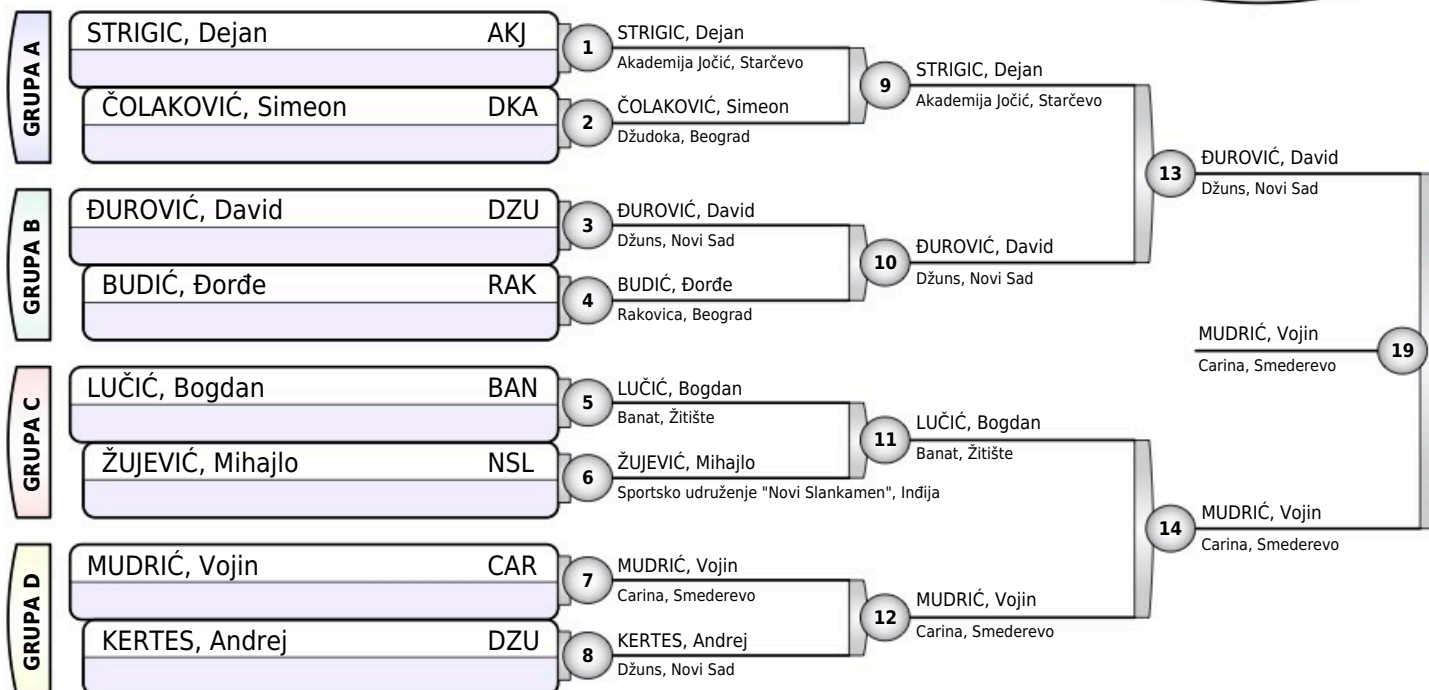 GRUPA A
STRIGIC, Dejan AKJ
ČOLAKOVIĆ, Simeon DKA
1
STRIGIC, Dejan
Akademija Jočić, Starčevo
2
ČOLAKOVIĆ, Simeon
Džudoka, Beograd
9
STRIGIC, Dejan
Akademija Jočić, Starčevo
GRUPA B
ĐUROVIĆ, David DZU
BUDIĆ, Đorđe RAK
3
ĐUROVIĆ, David
Džuns, Novi Sad
4
BUDIĆ, Đorđe
Rakovica, Beograd
10
ĐUROVIĆ, David
Džuns, Novi Sad
13
ĐUROVIĆ, David
Džuns, Novi Sad
MUDRIĆ, Vojin
Carina, Smederevo
19
GRUPA C
LUČIĆ, Bogdan BAN
ŽUJEVIĆ, Mihajlo NSL
5
LUČIĆ, Bogdan
Banat, Žitište
6
ŽUJEVIĆ, Mihajlo
Sportsko udruženje "Novi Slankamen", Inđija
11
LUČIĆ, Bogdan
Banat, Žitište
GRUPA D
MUDRIĆ, Vojin CAR
KERTES, Andrej DZU
7
MUDRIĆ, Vojin
Carina, Smederevo
8
KERTES, Andrej
Džuns, Novi Sad
12
MUDRIĆ, Vojin
Carina, Smederevo
14
MUDRIĆ, Vojin
Carina, Smederevo